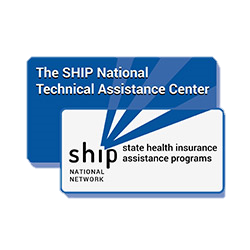 The SHIP National
Technical Assistance Center
ship
NATIONAL
NETWORK
state health insurance
assistance programs